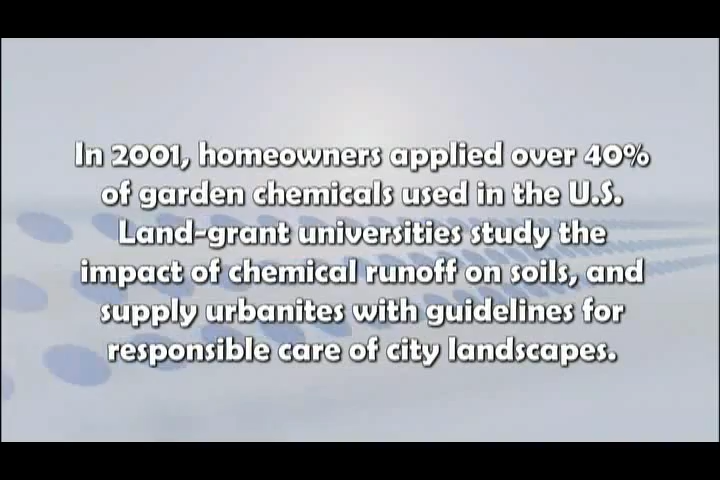 In 2001, homeowners applied over 40%
of garden chemicals used in the U.S.
Land-grant universities study the
impact of chemical runoff on soils, and
supply urbanites with guidelines for
responsible care of city landscapes.